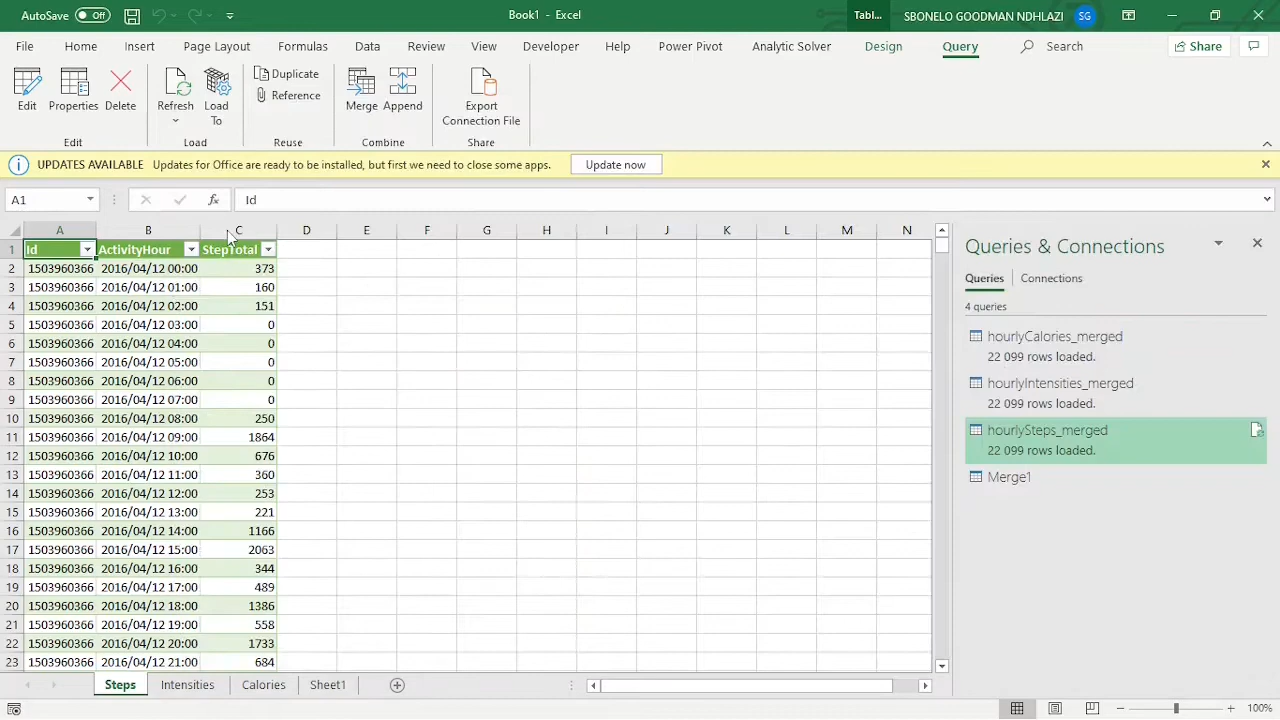 AutoSave Off Book1 - Excel Tabl... SBONELO GOODMAN NDHLAZI SG
File Home Insert Page Layout Formulas Data Review View Developer Help Power Pivot Analytic Solver Design Query Search Share
Edit Properties Delete Refresh Load To Duplicate Reference Merge Append Export Connection File
Edit Load Reuse Combine Share
UPDATES AVAILABLE Updates for Office are ready to be installed, but first we need to close some apps. Update now
A1 fx Id
A B C D E F G H I J K L M N
1 Id ActivityHour StepTotal
2 1503960366 2016/04/12 00:00 373
3 1503960366 2016/04/12 01:00 160
4 1503960366 2016/04/12 02:00 151
5 1503960366 2016/04/12 03:00 0
6 1503960366 2016/04/12 04:00 0
7 1503960366 2016/04/12 05:00 0
8 1503960366 2016/04/12 06:00 0
9 1503960366 2016/04/12 07:00 0
10 1503960366 2016/04/12 08:00 250
11 1503960366 2016/04/12 09:00 1864
12 1503960366 2016/04/12 10:00 676
13 1503960366 2016/04/12 11:00 360
14 1503960366 2016/04/12 12:00 253
15 1503960366 2016/04/12 13:00 221
16 1503960366 2016/04/12 14:00 1166
17 1503960366 2016/04/12 15:00 2063
18 1503960366 2016/04/12 16:00 344
19 1503960366 2016/04/12 17:00 489
20 1503960366 2016/04/12 18:00 1386
21 1503960366 2016/04/12 19:00 558
22 1503960366 2016/04/12 20:00 1733
23 1503960366 2016/04/12 21:00 684
Queries & Connections
Queries Connections
4 queries
hourlyCalories_merged
22 099 rows loaded.
hourlyIntensities_merged
22 099 rows loaded.
hourlySteps_merged
22 099 rows loaded.
Merge1
Steps Intensities Calories Sheet1
100%